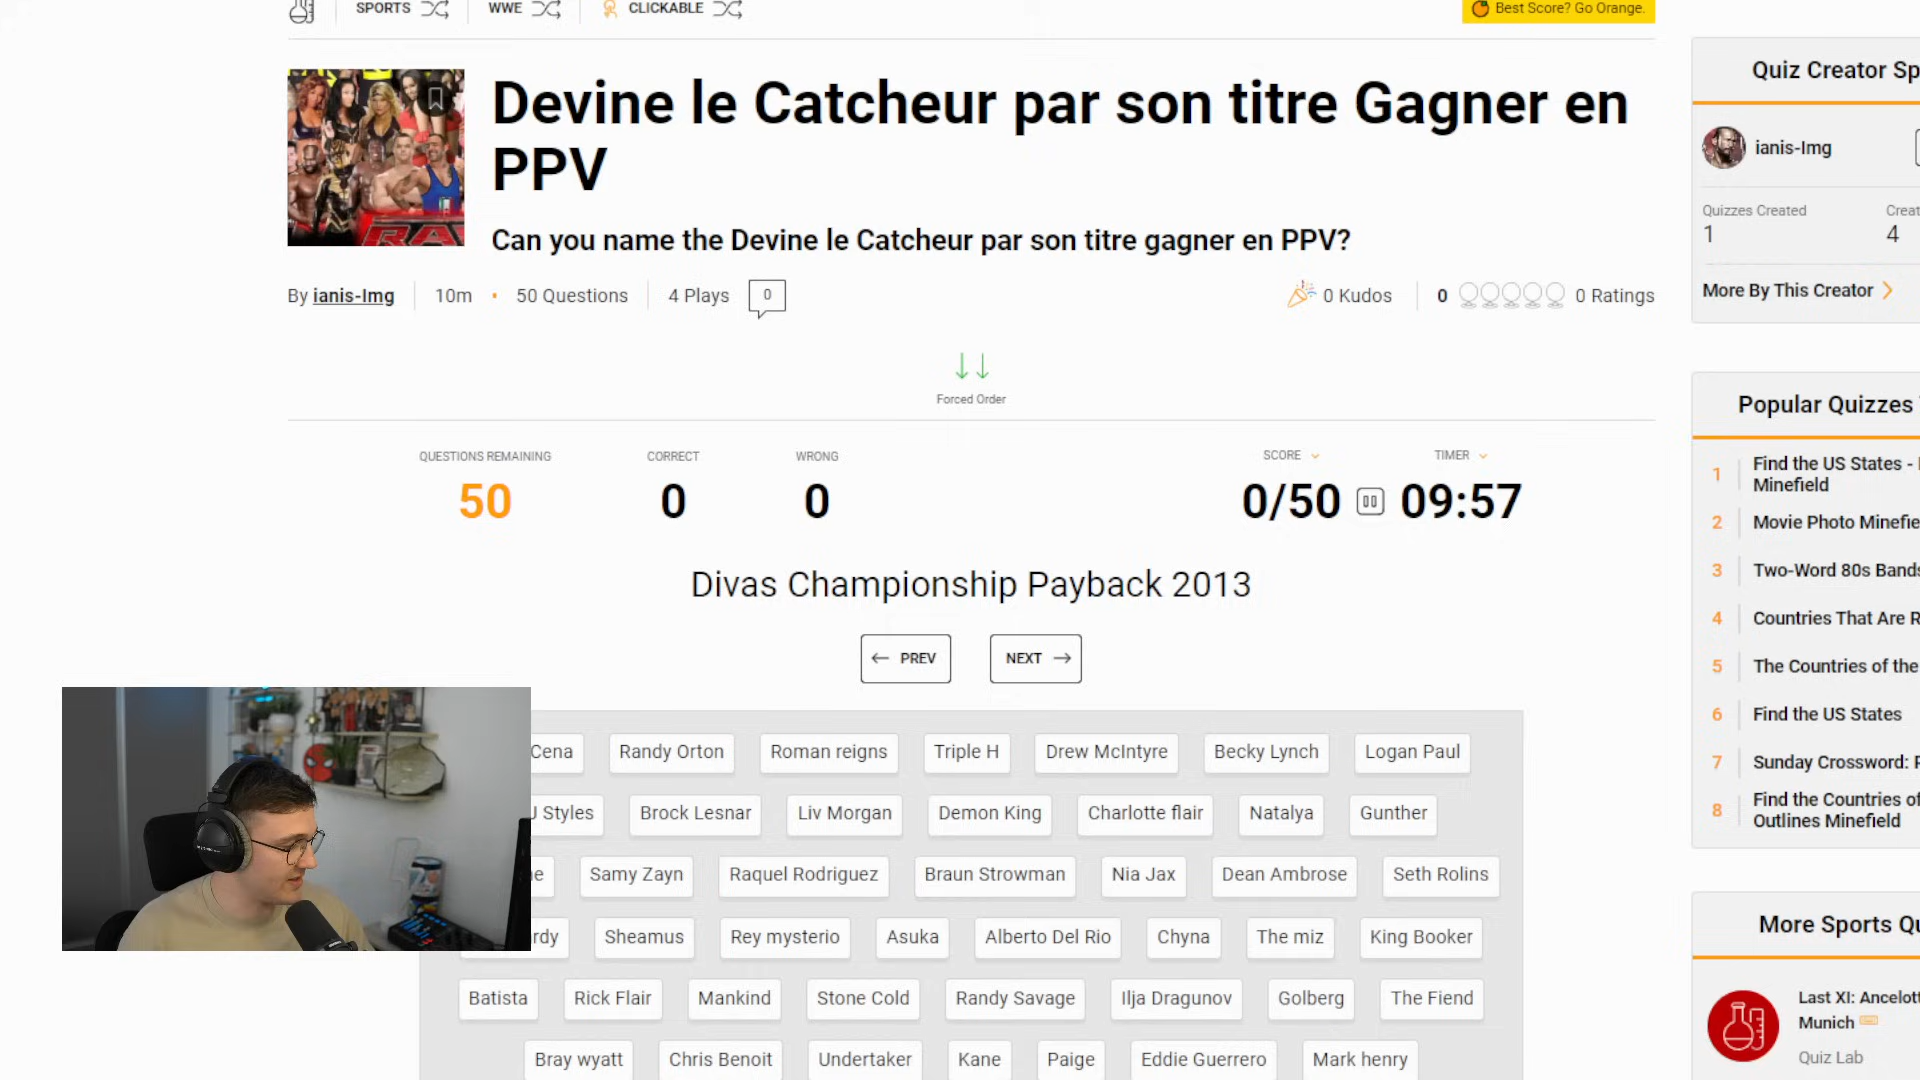 SPORTS
WWE
CLICKABLE
Best Score? Go Orange.
Devine le Catcheur par son titre Gagner en
PPV
Can you name the Devine le Catcheur par son titre gagner en PPV?
By ianis-Img
10m
50 Questions
4 Plays
0
0 Kudos
0
0 Ratings
Forced Order
QUESTIONS REMAINING
CORRECT
WRONG
SCORE
TIMER
50
0
0
0/50
09:57
Divas Championship Payback 2013
PREV
NEXT
Cena
Randy Orton
Roman reigns
Triple H
Drew McIntyre
Becky Lynch
Logan Paul
J Styles
Brock Lesnar
Liv Morgan
Demon King
Charlotte flair
Natalya
Gunther
Samy Zayn
Raquel Rodriguez
Braun Strowman
Nia Jax
Dean Ambrose
Seth Rolins
rdy
Sheamus
Rey mysterio
Asuka
Alberto Del Rio
Chyna
The miz
King Booker
Batista
Rick Flair
Mankind
Stone Cold
Randy Savage
Ilja Dragunov
Golberg
The Fiend
Bray wyatt
Chris Benoit
Undertaker
Kane
Paige
Eddie Guerrero
Mark henry
Quiz Creator Sp
ianis-Img
Quizzes Created
Creat
1
4
More By This Creator
Popular Quizzes
1 Find the US States -
Minefield
2 Movie Photo Minefie
3 Two-Word 80s Bands
4 Countries That Are R
5 The Countries of the
6 Find the US States
7 Sunday Crossword:
8 Find the Countries of
Outlines Minefield
More Sports Qu
Last XI: Ancelott
Munich
Quiz Lab